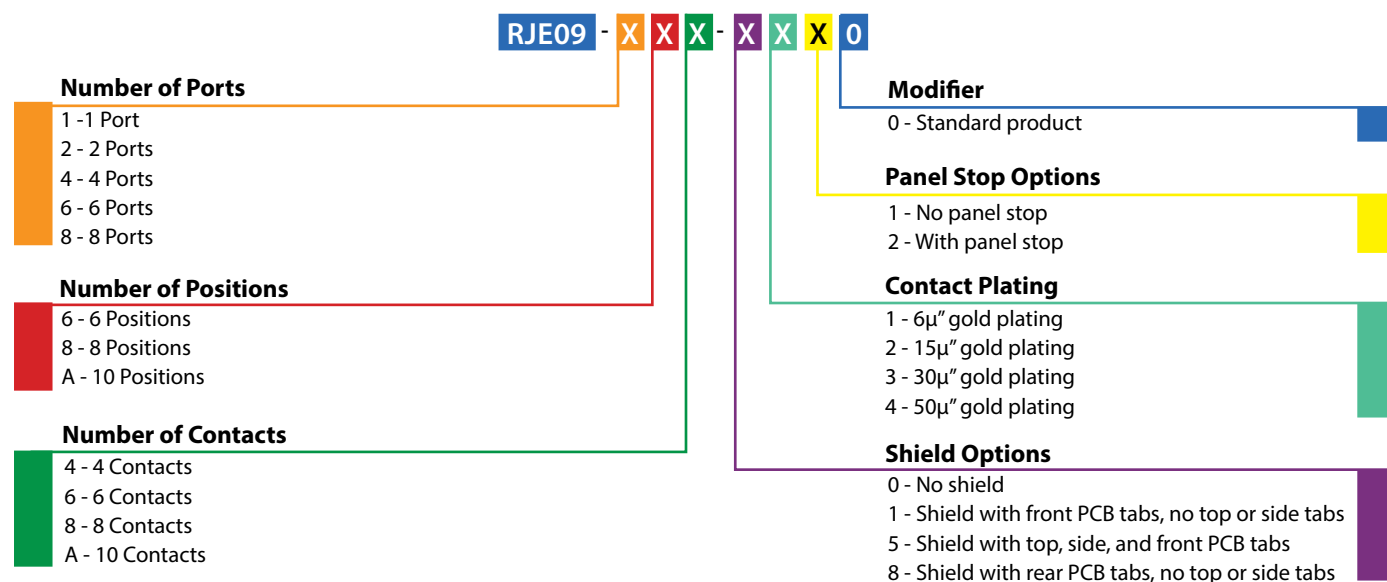 RJE09 - X X X - X X X 0
Number of Ports
1 -1 Port
2 - 2 Ports
4 - 4 Ports
6 - 6 Ports
8 - 8 Ports
Number of Positions
6 - 6 Positions
8 - 8 Positions
A - 10 Positions
Number of Contacts
4 - 4 Contacts
6 - 6 Contacts
8 - 8 Contacts
A - 10 Contacts
Modifier
0 - Standard product
Panel Stop Options
1 - No panel stop
2 - With panel stop
Contact Plating
1 - 6µ” gold plating
2 - 15µ” gold plating
3 - 30µ” gold plating
4 - 50µ” gold plating
Shield Options
0 - No shield
1 - Shield with front PCB tabs, no top or side tabs
5 - Shield with top, side, and front PCB tabs
8 - Shield with rear PCB tabs, no top or side tabs